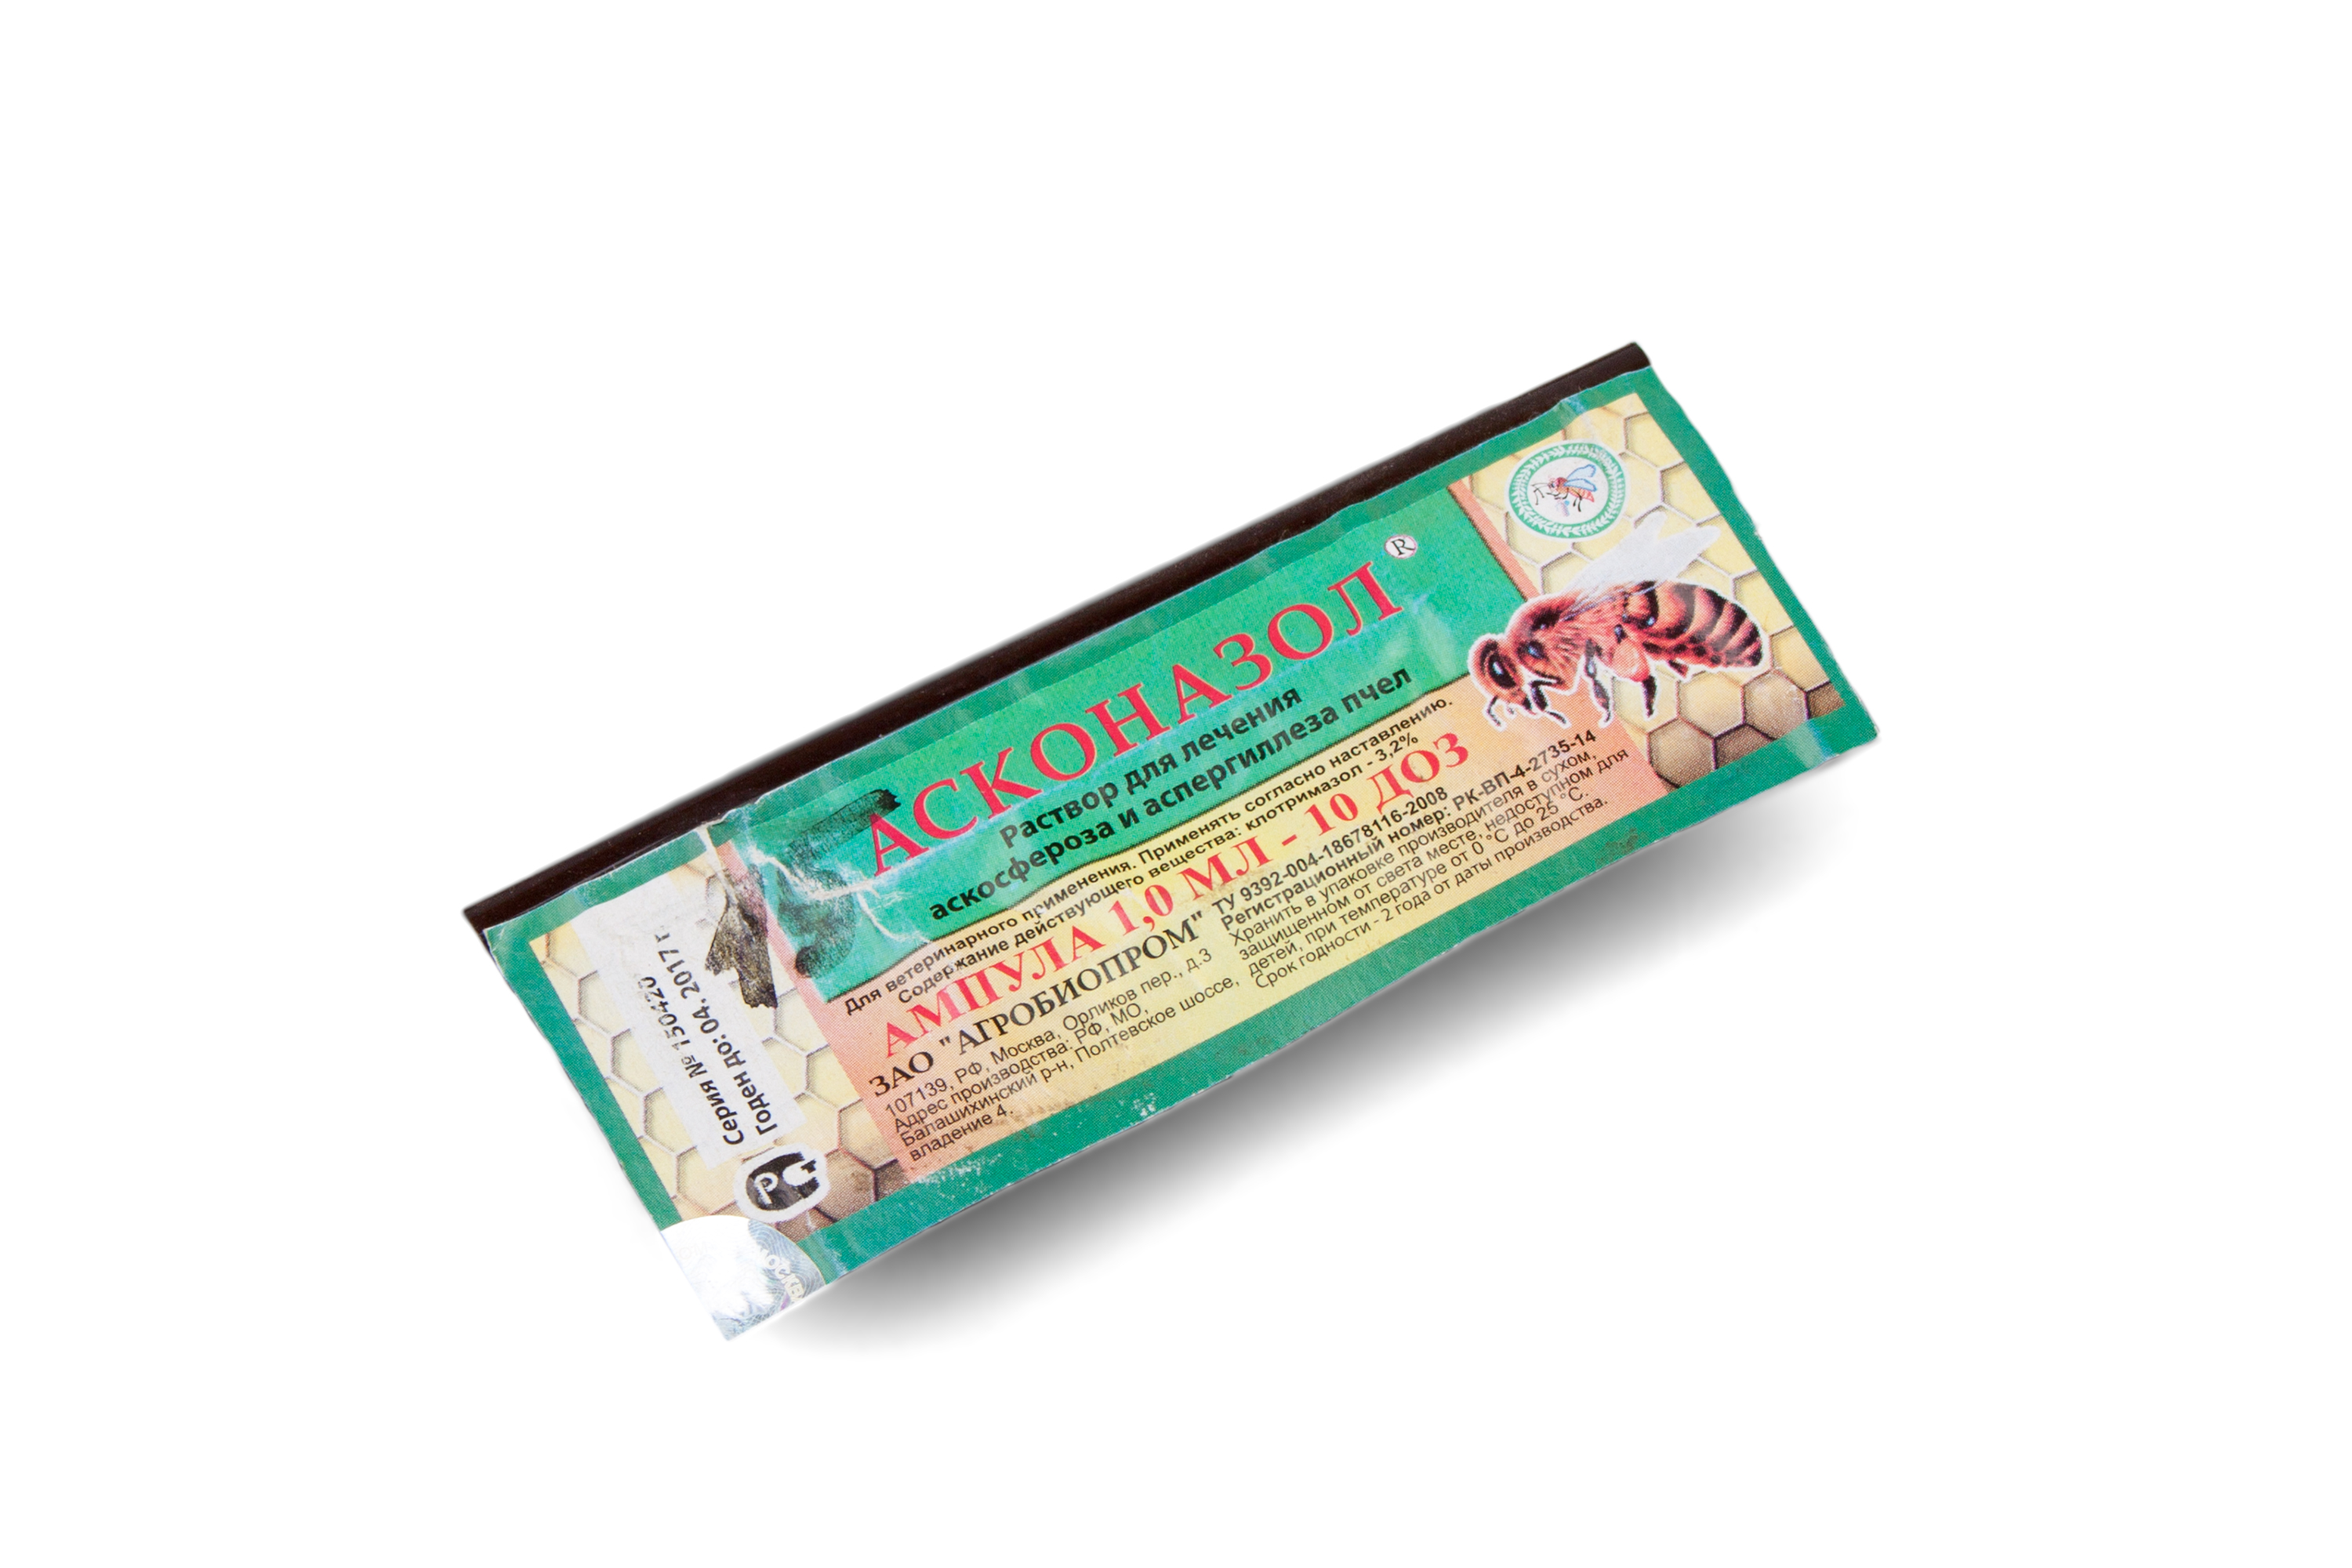 АСКОНАЗОЛ®
Раствор для лечения
аскосфероза и аспергиллеза пчел
Для ветеринарного применения. Применять согласно наставлению.
Содержание действующего вещества: клотримазол - 3,2%
АМПУЛА 1,0 МЛ - 10 ДОЗ
ЗАО "АГРОБИОПРОМ"
107139, РФ, Москва, Орликов пер., д.3
Адрес производства: РФ, МО,
Балашихинский р-н, Полтевское шоссе,
владение 4.
ТУ 9392-004-18678116-2008
Регистрационный номер: РК-ВП-4-2735-14
Хранить в упаковке производителя в сухом,
защищенном от света месте, недоступном для
детей, при температуре от 0 °С до 25 °С.
Срок годности - 2 года от даты производства.
Серия № 150420
Годен до: 04. 2017 г.